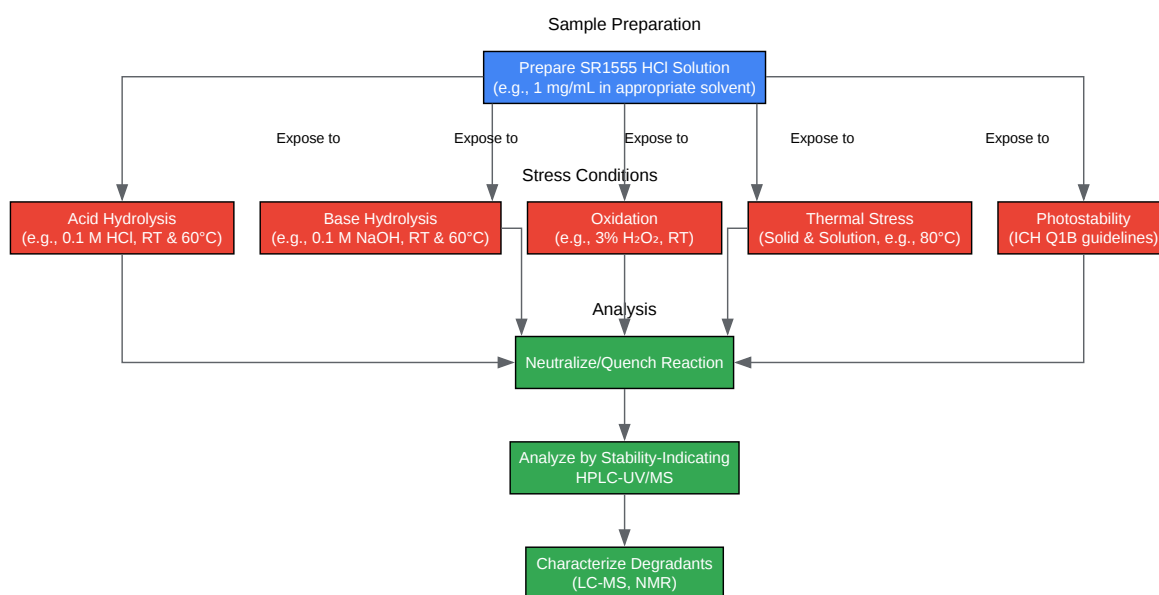 Sample Preparation
Prepare SR1555 HCl Solution
(e.g., 1 mg/mL in appropriate solvent)
Expose to
Expose to
Expose to
Expose to
Expose to
Stress Conditions
Acid Hydrolysis
(e.g., 0.1 M HCl, RT & 60°C)
Base Hydrolysis
(e.g., 0.1 M NaOH, RT & 60°C)
Oxidation
(e.g., 3% H₂O₂, RT)
Thermal Stress
(Solid & Solution, e.g., 80°C)
Photostability
(ICH Q1B guidelines)
Analysis
Neutralize/Quench Reaction
Analyze by Stability-Indicating
HPLC-UV/MS
Characterize Degradants
(LC-MS, NMR)